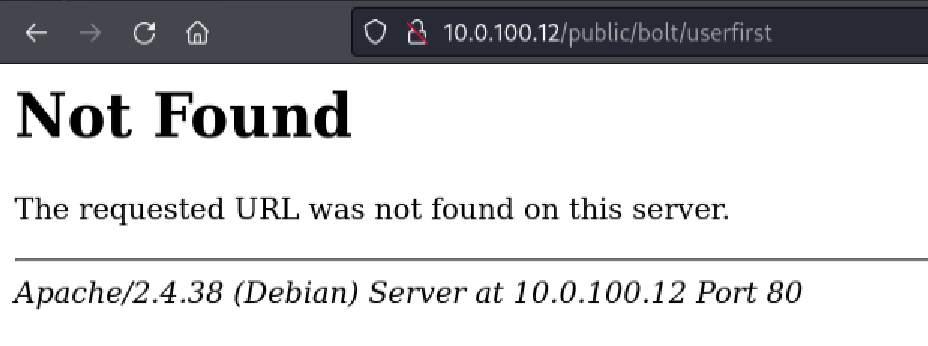 10.0.100.12/public/bolt/userfirst
Not Found
The requested URL was not found on this server.
Apache/2.4.38 (Debian) Server at 10.0.100.12 Port 80